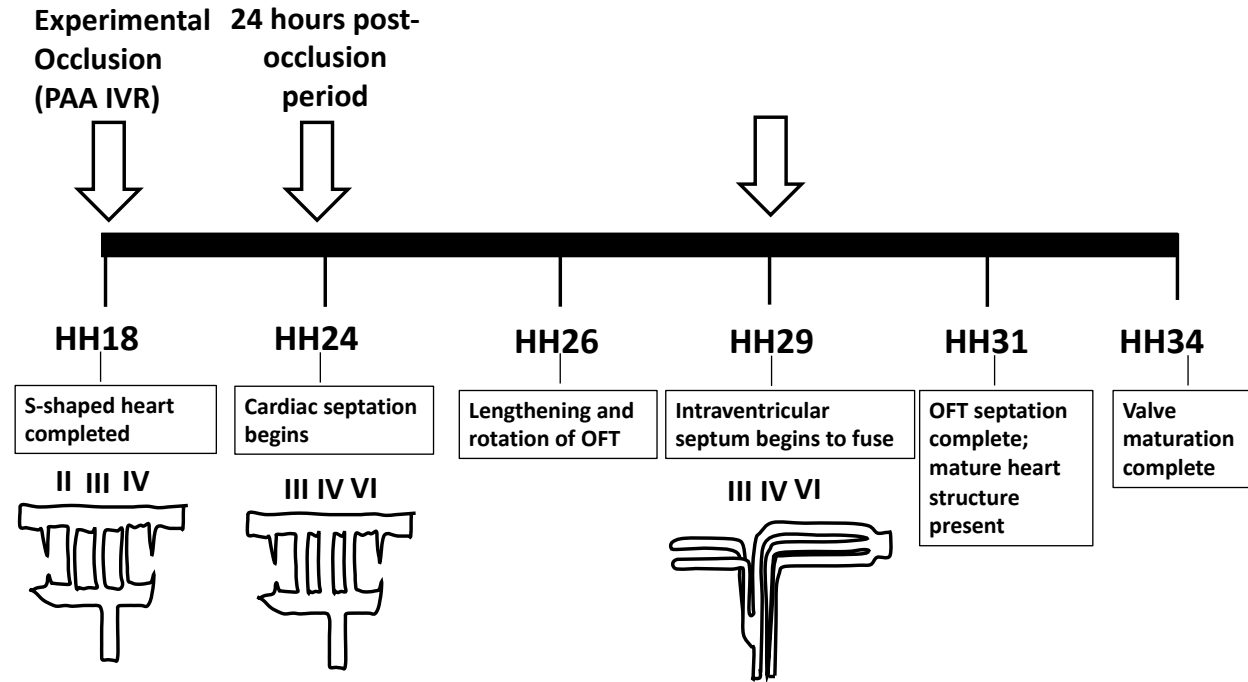 Experimental
Occlusion
(PAA IVR)
24 hours post-
occlusion
period
HH18
HH24
HH26
HH29
HH31
HH34
S-shaped heart
completed
Cardiac septation
begins
Lengthening and
rotation of OFT
Intraventricular
septum begins to fuse
OFT septation
complete;
mature heart
structure
present
Valve
maturation
complete
II III IV
III IV VI
III IV VI